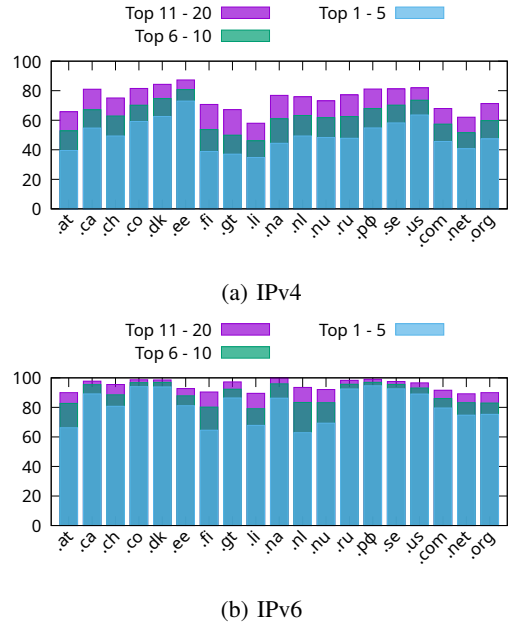 Top 11 - 20 Top 1 - 5
Top 6 - 10
100
80
60
40
20
0
.at .ca .ch .co .dk .ee .fi .gt .li .na .nl .nu .ru .рф .se .us .com .net .org
(a) IPv4
Top 11 - 20 Top 1 - 5
Top 6 - 10
100
80
60
40
20
0
.at .ca .ch .co .dk .ee .fi .gt .li .na .nl .nu .ru .рф .se .us .com .net .org
(b) IPv6